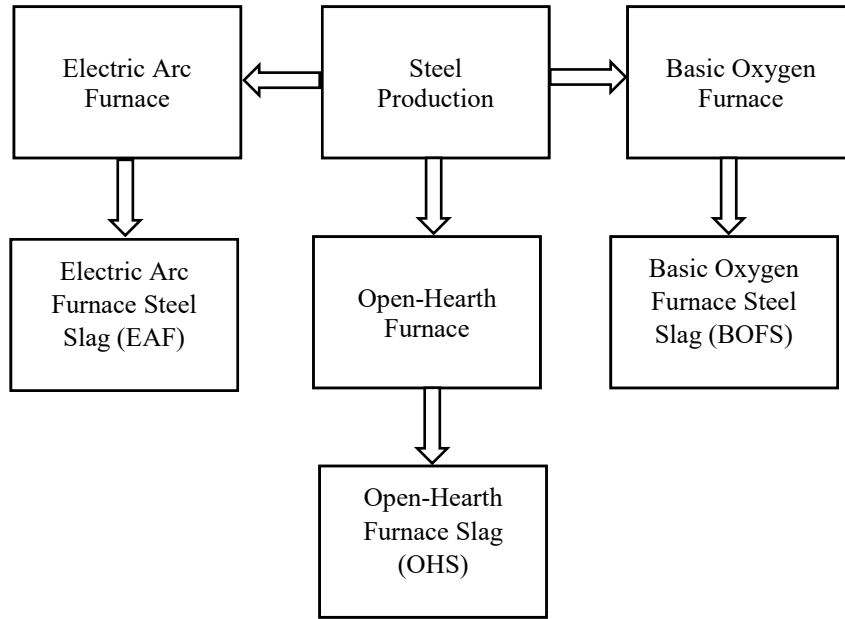 Electric Arc
Furnace
Steel
Production
Basic Oxygen
Furnace
Electric Arc
Furnace Steel
Slag (EAF)
Open-Hearth
Furnace
Basic Oxygen
Furnace Steel
Slag (BOFS)
Open-Hearth
Furnace Slag
(OHS)